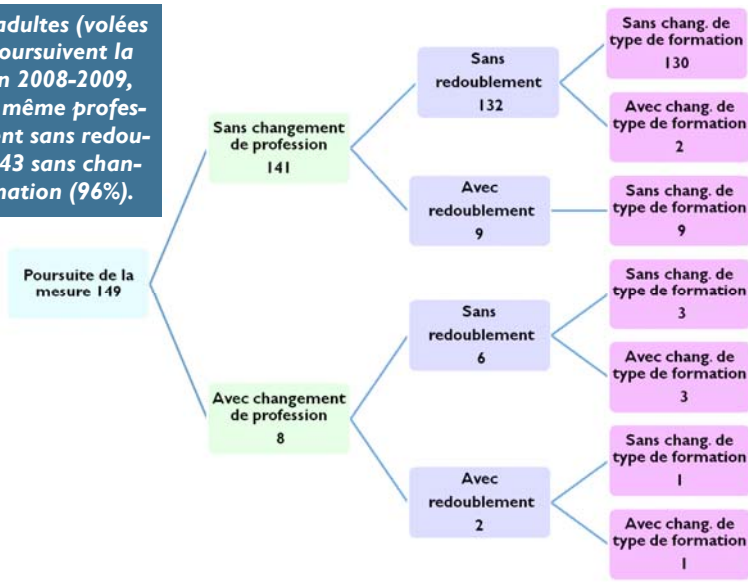 adultes (volées
oursuivent la
n 2008-2009,
même profes-
nt sans redou-
43 sans chan-
mation (96%).
Poursuite de la
mesure 149
Sans changement
de profession
141
Avec changement
de profession
8
Sans
redoublement
132
Avec
redoublement
9
Sans
redoublement
6
Avec
redoublement
2
Sans chang. de
type de formation
130
Avec chang. de
type de formation
2
Sans chang. de
type de formation
9
Sans chang. de
type de formation
3
Avec chang. de
type de formation
3
Sans chang. de
type de formation
1
Avec chang. de
type de formation
1